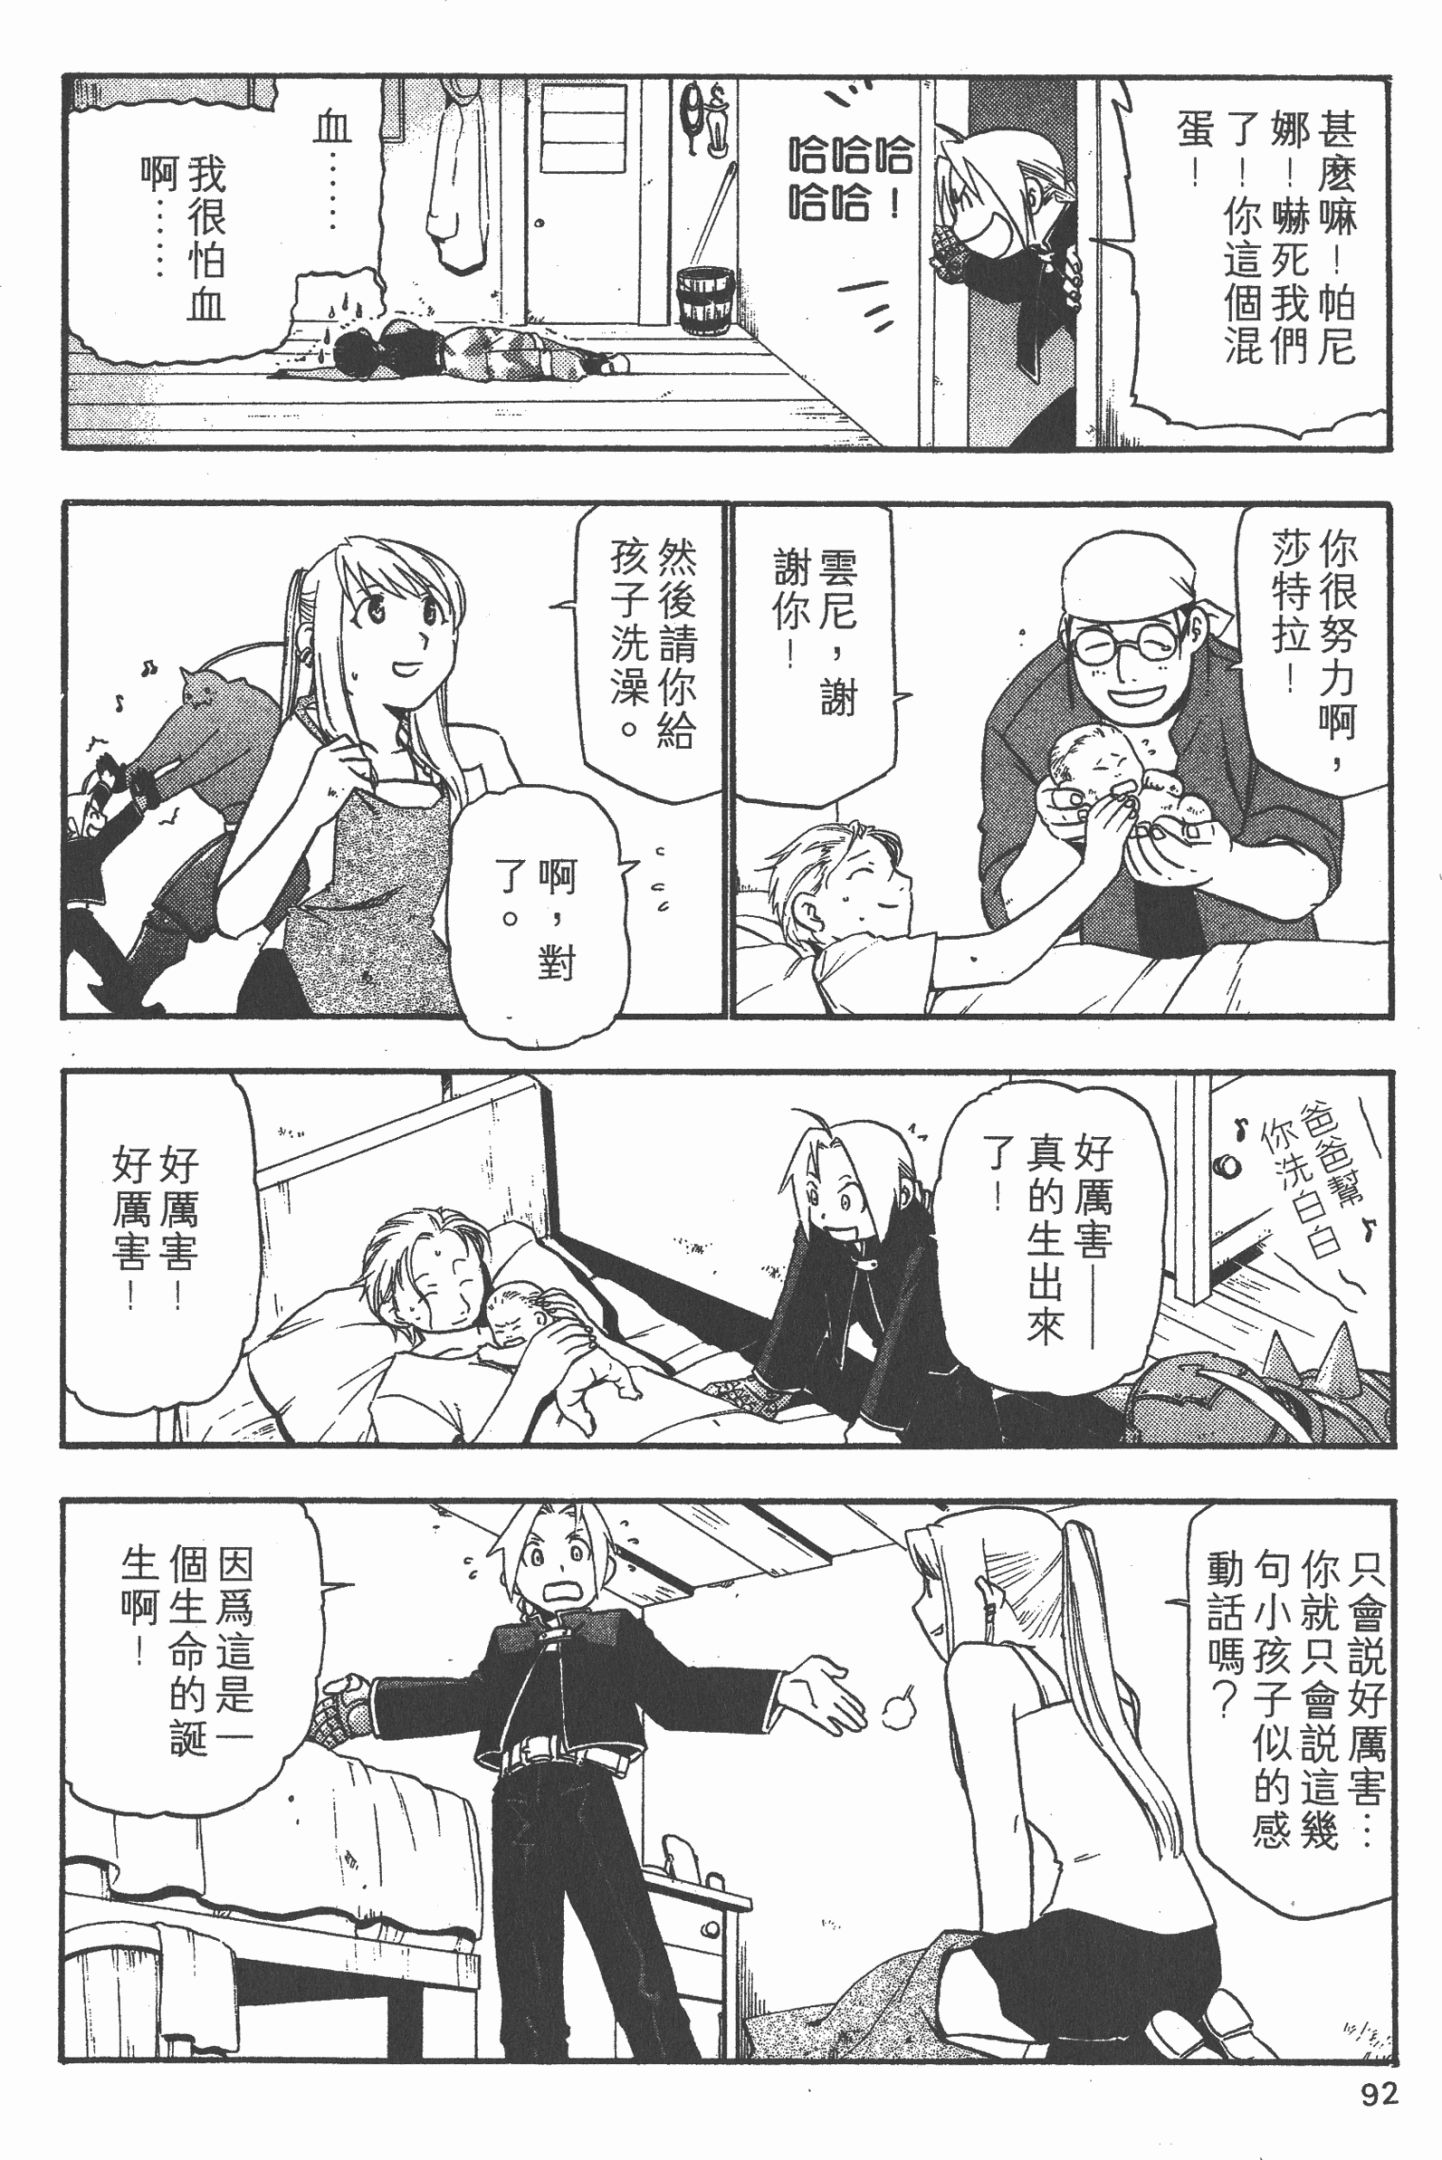 甚麽嘛！帕尼
娜！嚇死我們
了！你這個混
蛋！
哈哈哈
哈哈！
血……
我很怕血
啊……
你很努力啊，
莎特拉！
雲尼，謝
謝你！
然後請你給
孩子洗澡。
啊，對
了。
爸爸幫
你洗白白
好厲害——
真的生出來
了！
好厲害！
好厲害！
只會説好厲害…
你就只會説這幾
句小孩子似的感
動話嗎？
因爲這是一
個生命的誕
生啊！
92